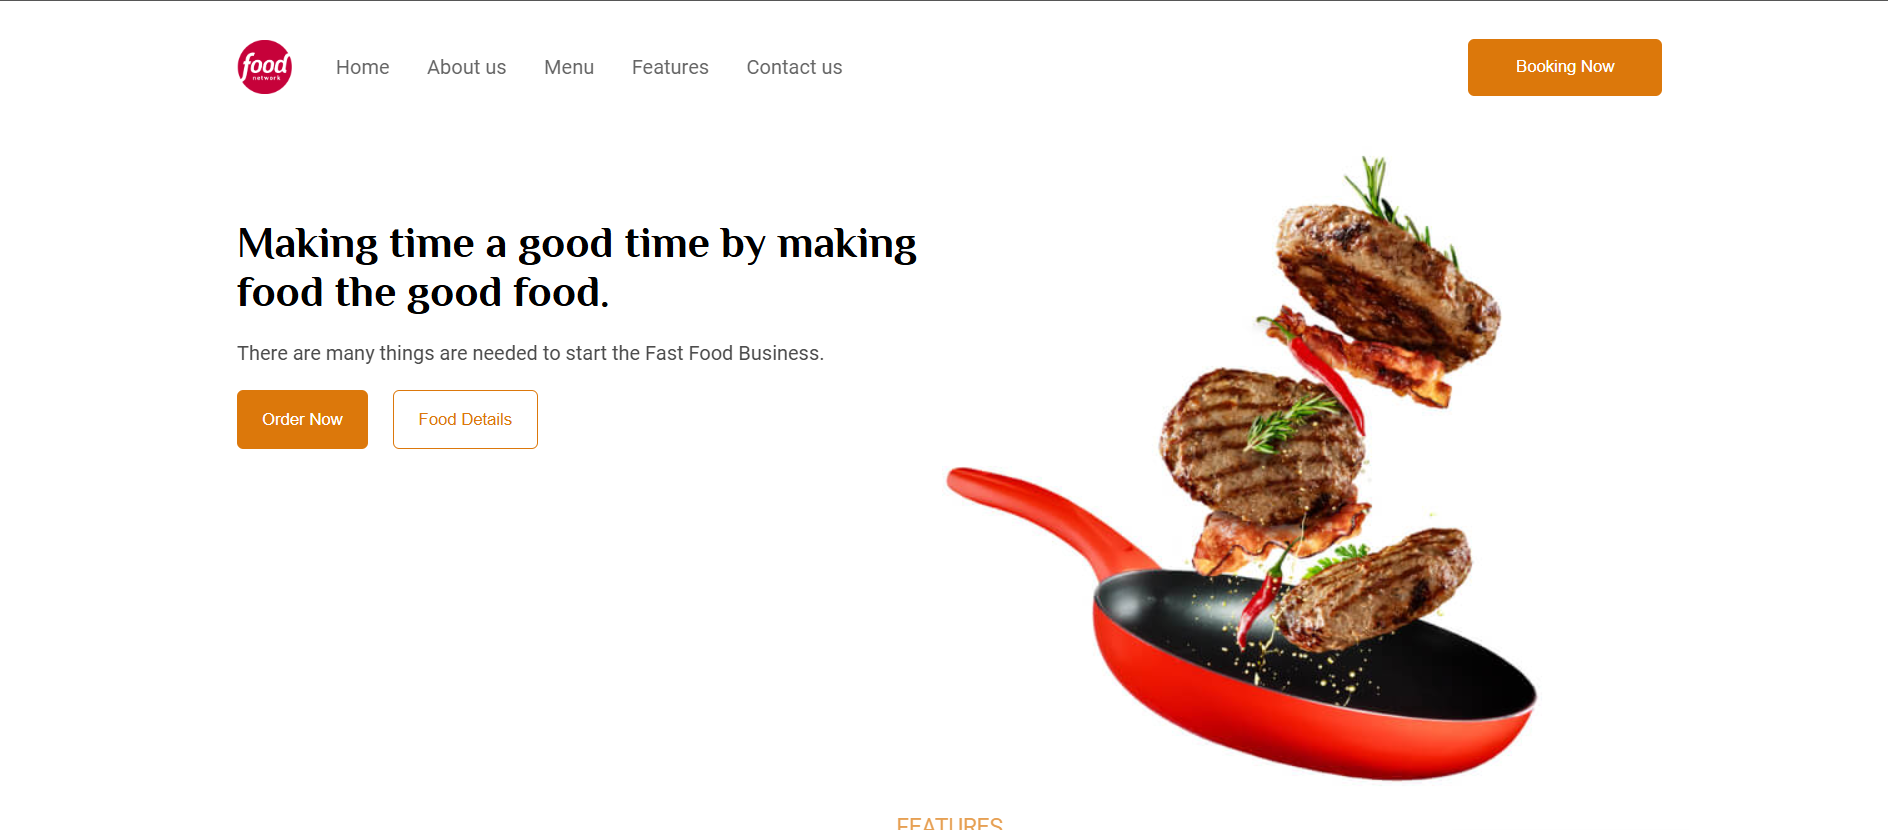 food
network
Home About us Menu Features Contact us
Booking Now
Making time a good time by making
food the good food.
There are many things are needed to start the Fast Food Business.
Order Now Food Details
FEATURES